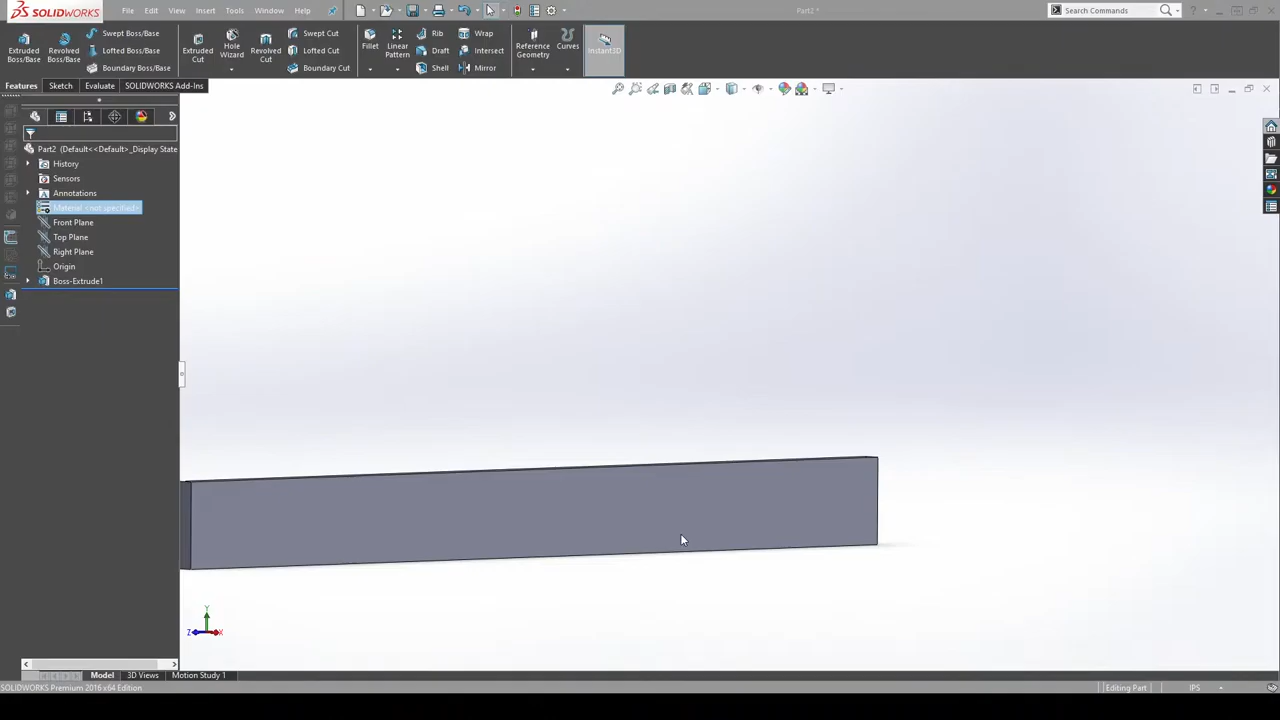 SOLIDWORKS
File Edit View Insert Tools Window Help
Part2 *
Search Commands
Extruded Boss/Base
Revolved Boss/Base
Swept Boss/Base
Lofted Boss/Base
Boundary Boss/Base
Extruded Cut
Hole Wizard
Revolved Cut
Swept Cut
Lofted Cut
Boundary Cut
Fillet
Linear Pattern
Rib
Draft
Shell
Wrap
Intersect
Mirror
Reference Geometry
Curves
Instant3D
Features Sketch Evaluate SOLIDWORKS Add-Ins
Part2 (Default<<Default>_Display State
History
Sensors
Annotations
Material <not specified>
Front Plane
Top Plane
Right Plane
Origin
Boss-Extrude1
Y
Z X
Model 3D Views Motion Study 1
SOLIDWORKS Premium 2016 x64 Edition
Editing Part
IPS